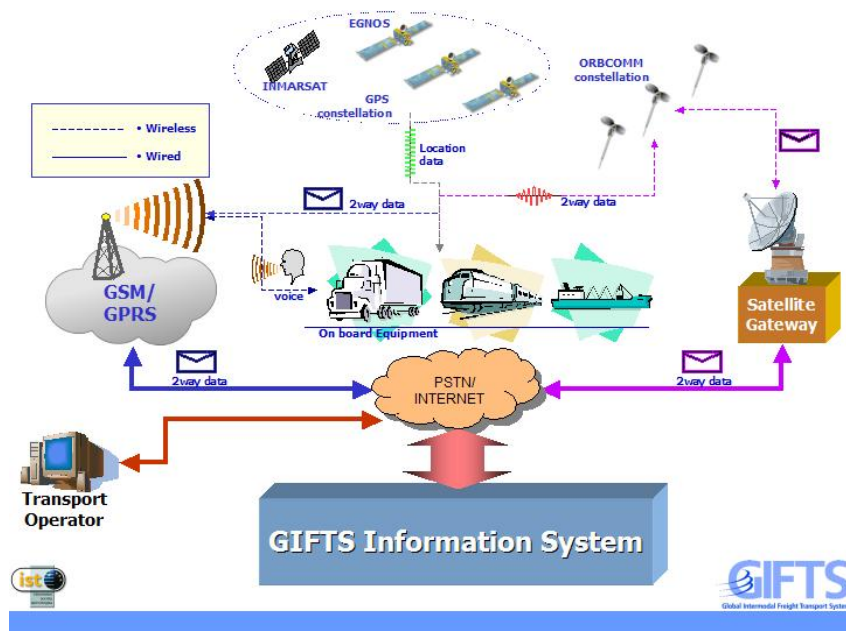 EGNOS
INMARSAT
GPS
constellation
ORBCOMM
constellation
• Wireless
• Wired
Location
data
2way data
2way data
voice
GSM/
GPRS
On board Equipment
Satellite
Gateway
2way data
PSTN/
INTERNET
2way data
Transport
Operator
GIFTS Information System
ist
GIFTS
Global Intermodal Freight Transport System